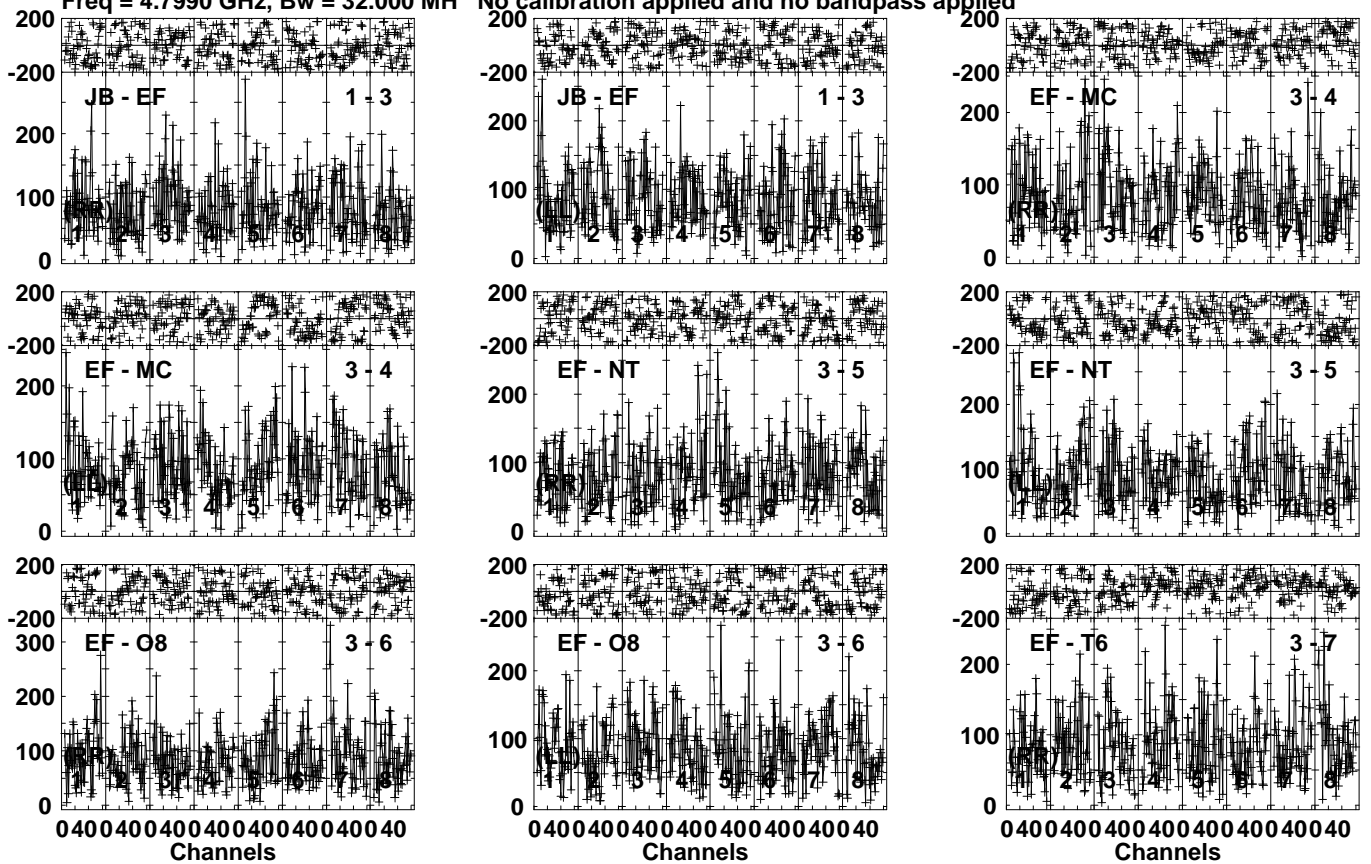 Freq = 4.7990 GHz, Bw = 32.000 MH No calibration applied and no bandpass applied
200 200 200
-200 -200 -200
JB - EF 1 - 3 JB - EF 1 - 3 EF - MC 3 - 4
200 200 200
100 100 100
(RR) (LL) (RR)
1 2 3 4 5 6 7 8 1 2 3 4 5 6 7 8 1 2 3 4 5 6 7 8
0 0 0
200 200 200
-200 -200 -200
EF - MC 3 - 4 EF - NT 3 - 5 EF - NT 3 - 5
200 200 200
100 100 100
(LL) (RR) (LL)
1 2 3 4 5 6 7 8 1 2 3 4 5 6 7 8 1 2 3 4 5 6 7 8
0 0 0
200 200 200
-200 -200 -200
EF - O8 3 - 6 EF - O8 3 - 6 EF - T6 3 - 7
300
200 200 200
100 100 100
(RR) (LL) (RR)
1 2 3 4 5 6 7 8 1 2 3 4 5 6 7 8 1 2 3 4 5 6 7 8
0 0 0
0 40 0 40 0 40 0 40 0 40 0 40 0 40 0 40 0 40 0 40 0 40 0 40 0 40 0 40 0 40 0 40 0 40 0 40 0 40 0 40 0 40 0 40 0 40 0 40
Channels Channels Channels